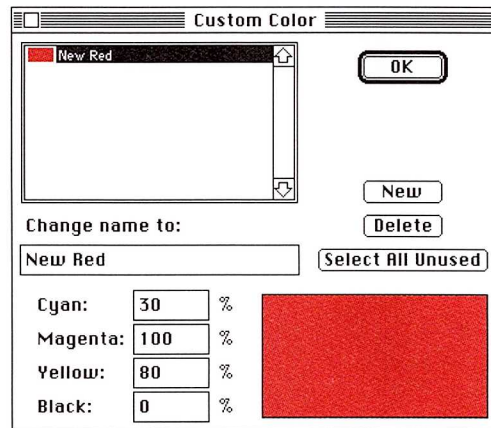 Custom Color
New Red
OK
New
Change name to:
Delete
New Red
Select All Unused
Cyan: 30 %
Magenta: 100 %
Yellow: 80 %
Black: 0 %